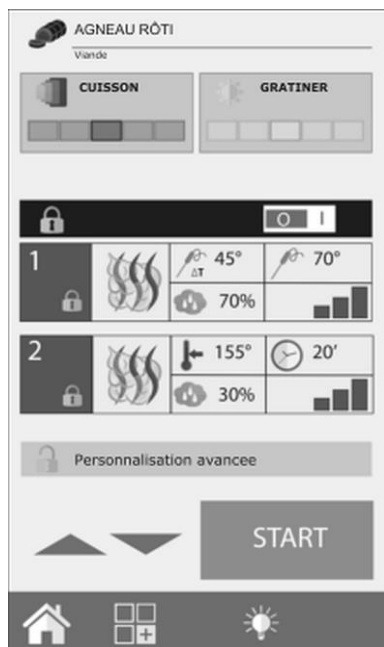 AGNEAU RÔTI
Viande
CUISSON GRATINER
O I
1 45° 70°
ΔT
70%
2 155° 20'
30%
Personnalisation avancee
START